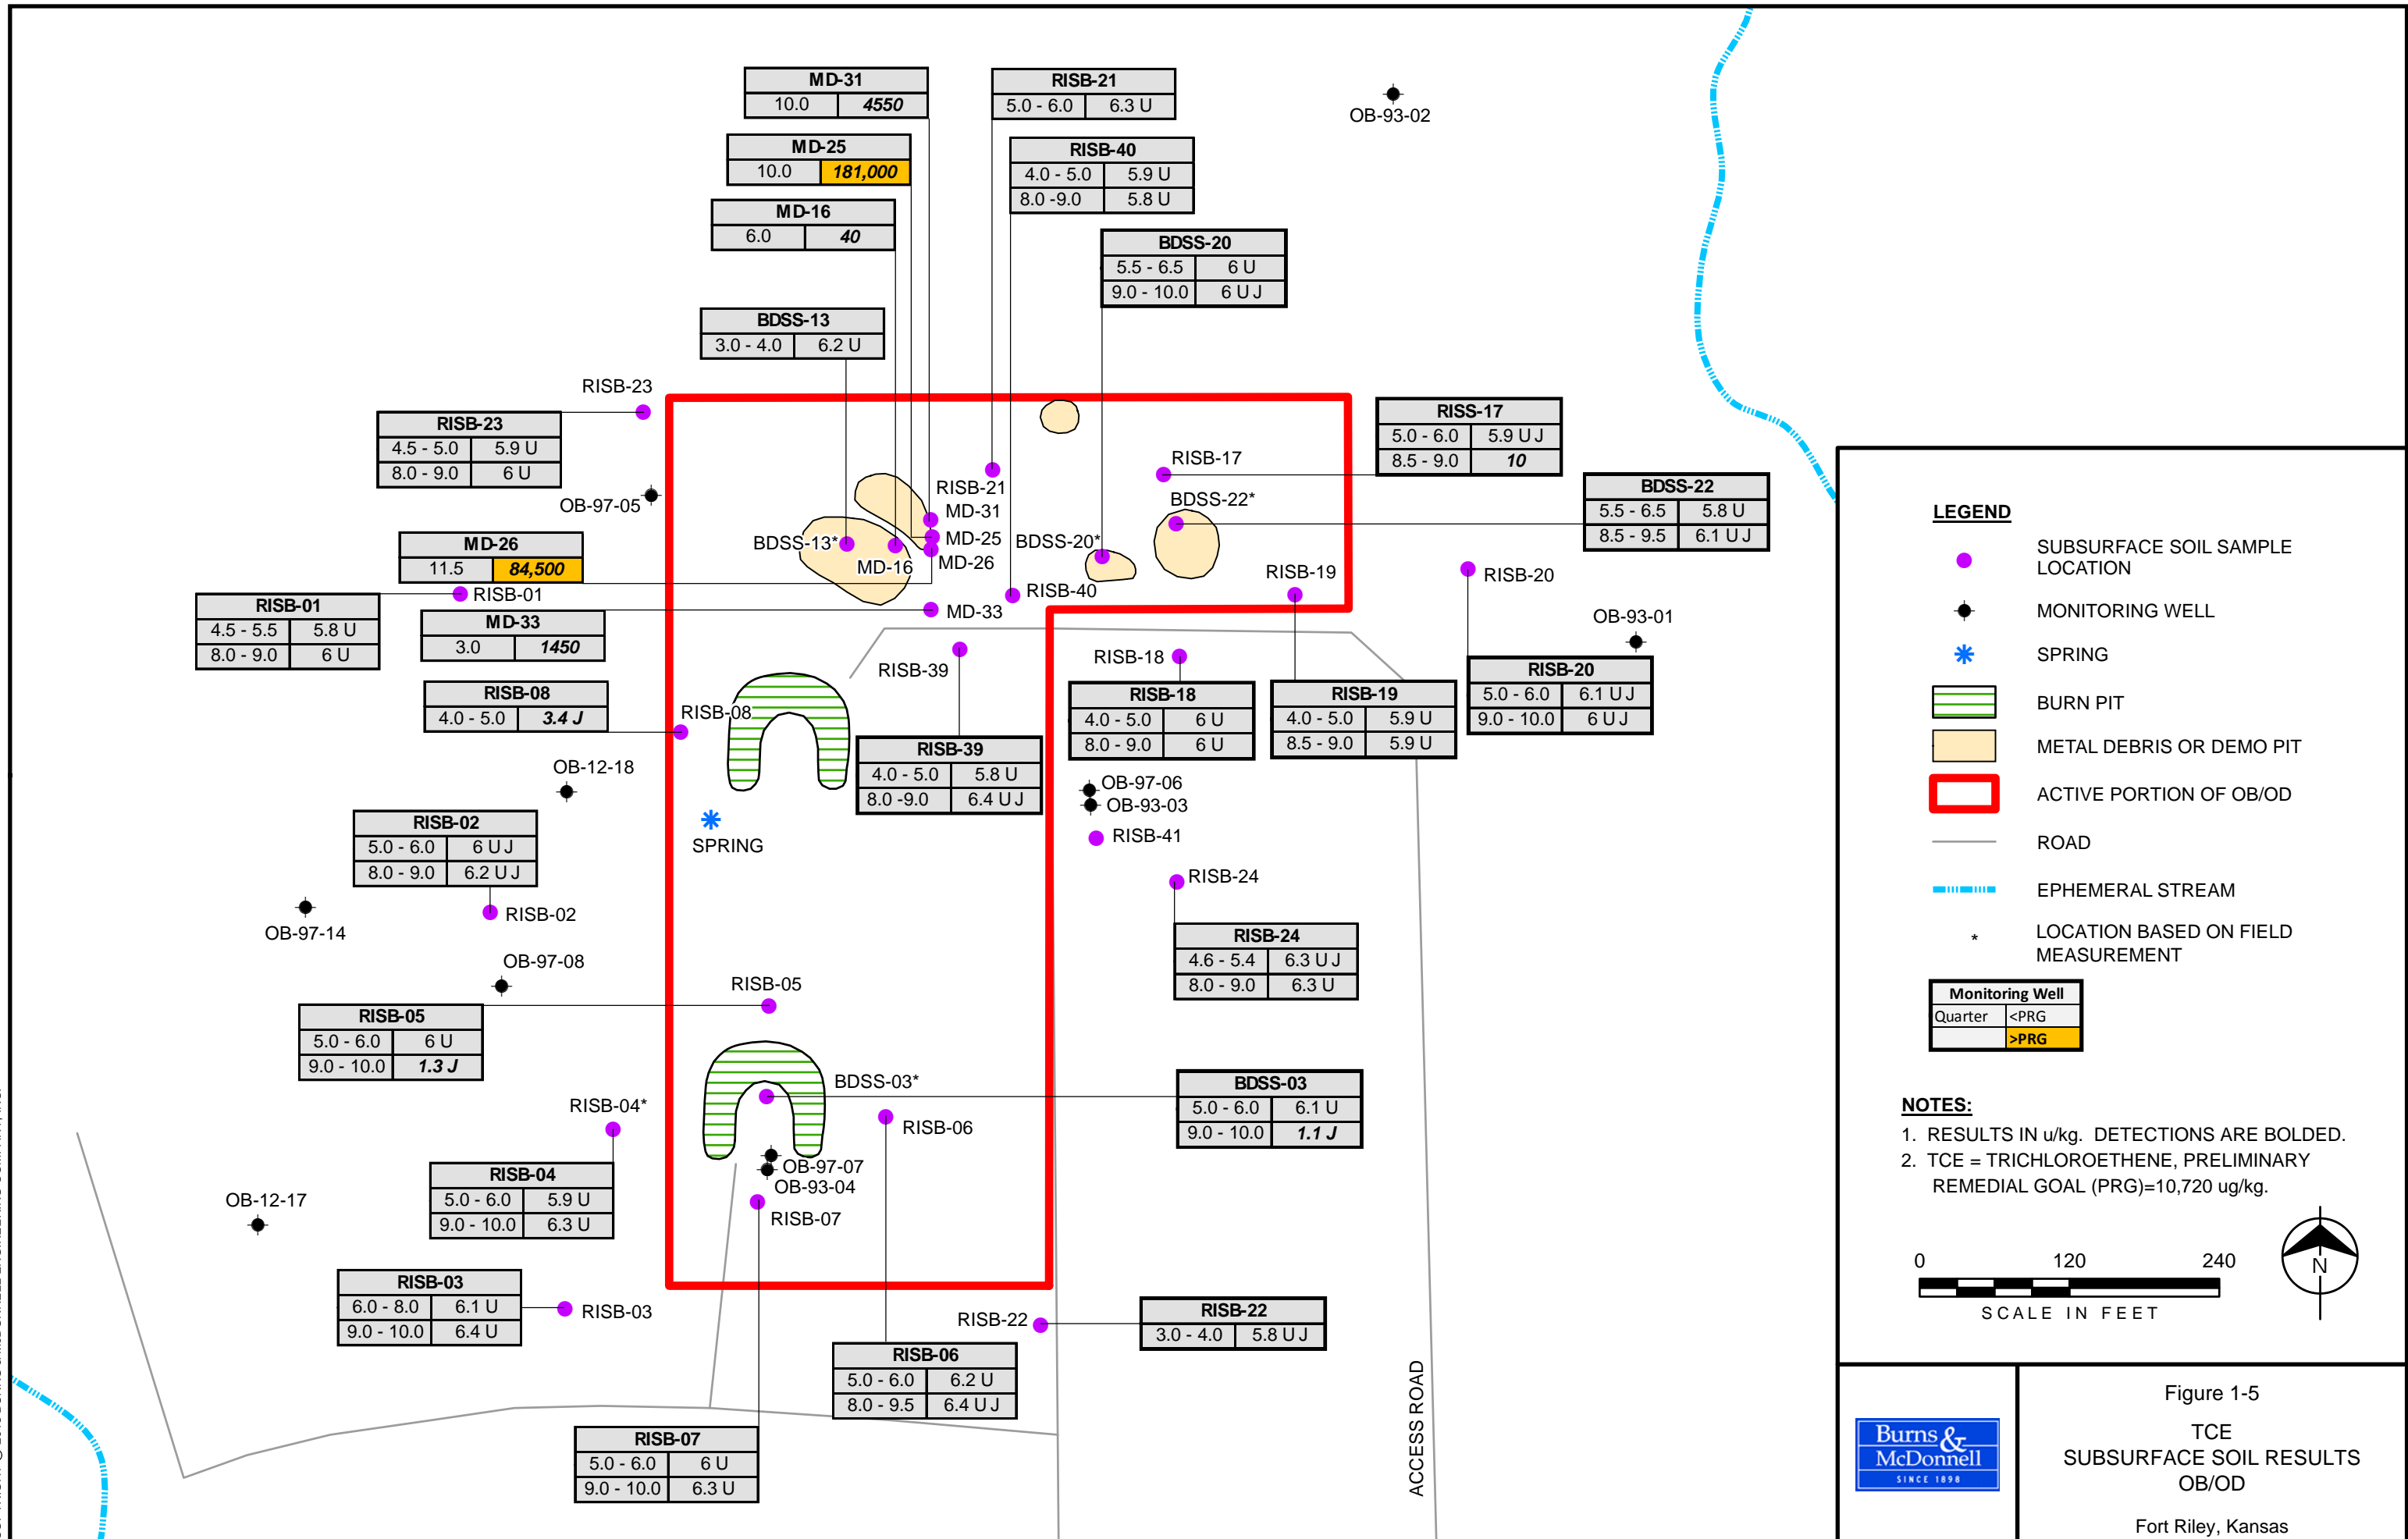 MD-31
10.0 4550
RISB-21
5.0 - 6.0 6.3 U
OB-93-02
MD-25
10.0 181,000
RISB-40
4.0 - 5.0 5.9 U
8.0 -9.0 5.8 U
MD-16
6.0 40
BDSS-20
5.5 - 6.5 6 U
9.0 - 10.0 6 U J
BDSS-13
3.0 - 4.0 6.2 U
RISB-23
RISB-23
4.5 - 5.0 5.9 U
8.0 - 9.0 6 U
OB-97-05
RISS-17
5.0 - 6.0 5.9 U J
8.5 - 9.0 10
RISB-17
RISB-21
MD-31
BDSS-22*
BDSS-22
5.5 - 6.5 5.8 U
8.5 - 9.5 6.1 U J
MD-26
11.5 84,500
BDSS-13*
MD-25
BDSS-20*
MD-16
MD-26
RISB-19
RISB-20
RISB-01
RISB-40
RISB-01
4.5 - 5.5 5.8 U
8.0 - 9.0 6 U
MD-33
3.0 1450
MD-33
OB-93-01
RISB-39
RISB-18
RISB-20
5.0 - 6.0 6.1 U J
9.0 - 10.0 6 U J
RISB-08
4.0 - 5.0 3.4 J
RISB-08
RISB-18
4.0 - 5.0 6 U
8.0 - 9.0 6 U
RISB-19
4.0 - 5.0 5.9 U
8.5 - 9.0 5.9 U
RISB-39
4.0 - 5.0 5.8 U
8.0 -9.0 6.4 U J
OB-12-18
OB-97-06
OB-93-03
RISB-41
SPRING
RISB-02
5.0 - 6.0 6 U J
8.0 - 9.0 6.2 U J
RISB-02
OB-97-14
RISB-24
RISB-24
4.6 - 5.4 6.3 U J
8.0 - 9.0 6.3 U
OB-97-08
RISB-05
RISB-05
5.0 - 6.0 6 U
9.0 - 10.0 1.3 J
BDSS-03*
BDSS-03
5.0 - 6.0 6.1 U
9.0 - 10.0 1.1 J
RISB-04*
RISB-06
RISB-04
5.0 - 6.0 5.9 U
9.0 - 10.0 6.3 U
OB-97-07
OB-93-04
RISB-07
OB-12-17
RISB-03
6.0 - 8.0 6.1 U
9.0 - 10.0 6.4 U
RISB-03
RISB-22
RISB-22
3.0 - 4.0 5.8 U J
RISB-06
5.0 - 6.0 6.2 U
8.0 - 9.5 6.4 U J
RISB-07
5.0 - 6.0 6 U
9.0 - 10.0 6.3 U
ACCESS ROAD
LEGEND
SUBSURFACE SOIL SAMPLE
LOCATION
MONITORING WELL
SPRING
BURN PIT
METAL DEBRIS OR DEMO PIT
ACTIVE PORTION OF OB/OD
ROAD
EPHEMERAL STREAM
* LOCATION BASED ON FIELD
MEASUREMENT
Monitoring Well
Quarter <PRG
>PRG
NOTES:
1. RESULTS IN u/kg. DETECTIONS ARE BOLDED.
2. TCE = TRICHLOROETHENE, PRELIMINARY
REMEDIAL GOAL (PRG)=10,720 ug/kg.
0 120 240
SCALE IN FEET
N
Burns &
McDonnell
SINCE 1898
Figure 1-5
TCE
SUBSURFACE SOIL RESULTS
OB/OD
Fort Riley, Kansas